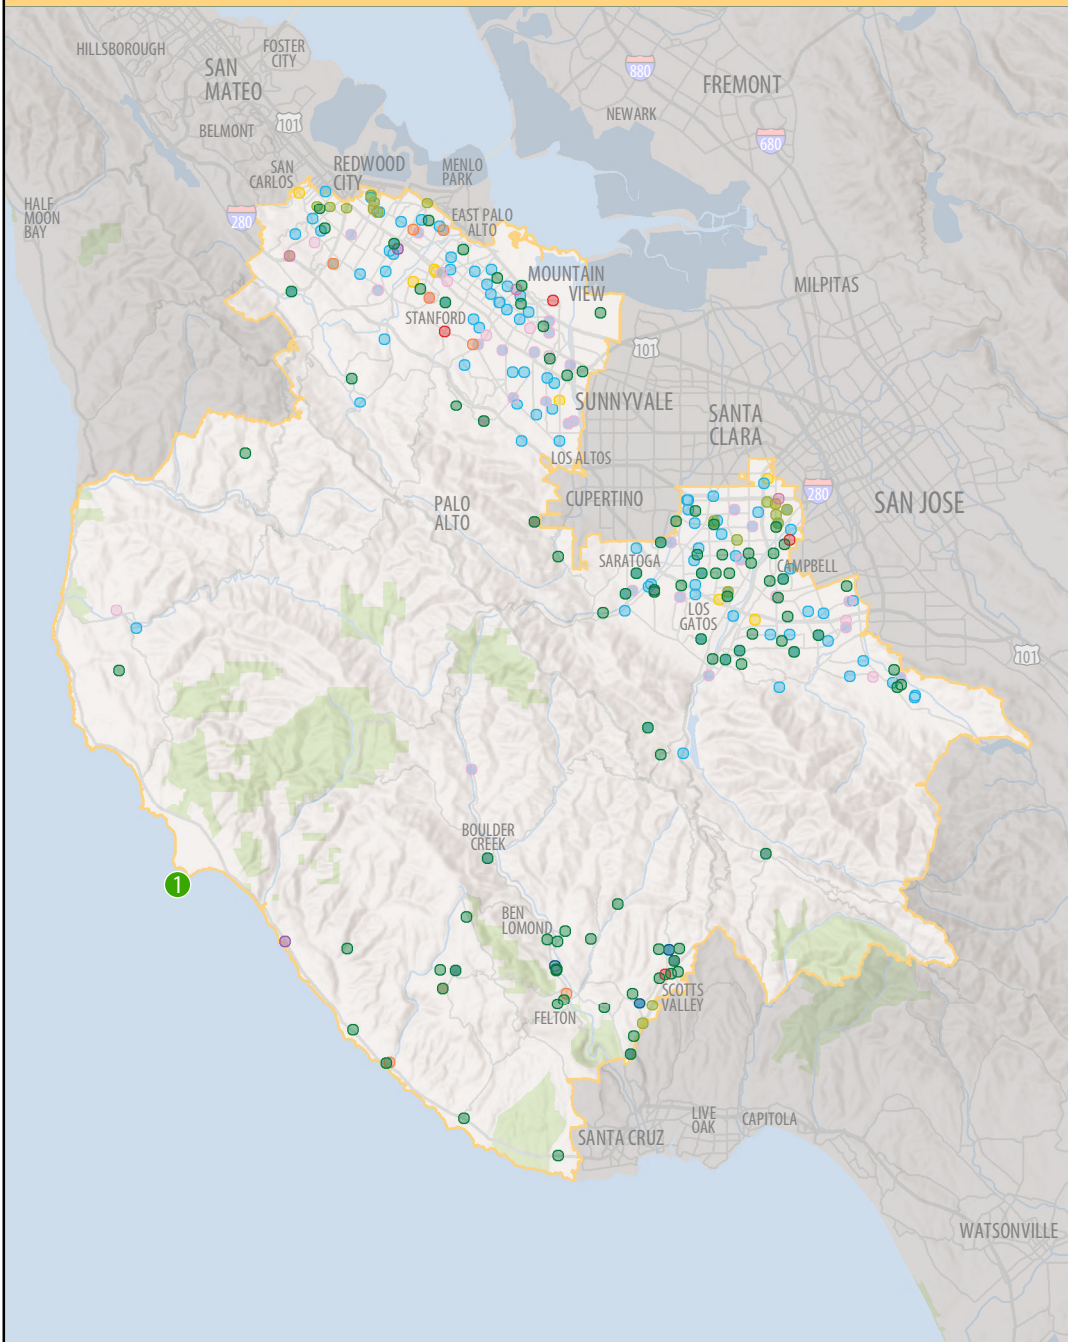 HILLSBOROUGH
FOSTER
CITY
SAN
MATEO
880
FREMONT
NEWARK
BELMONT
101
680
SAN
CARLOS
REDWOOD
CITY
MENLO
PARK
HALF
MOON
BAY
280
EAST PALO
ALTO
MOUNTAIN
VIEW
MILPITAS
STANFORD
101
SUNNYVALE
SANTA
CLARA
LOS ALTOS
CUPERTINO
280
SAN JOSE
PALO
ALTO
SARATOGA
CAMPBELL
LOS
GATOS
101
BOULDER
CREEK
1
BEN
LOMOND
SCOTTS
VALLEY
FELTON
LIVE
OAK
CAPITOLA
SANTA CRUZ
WATSONVILLE